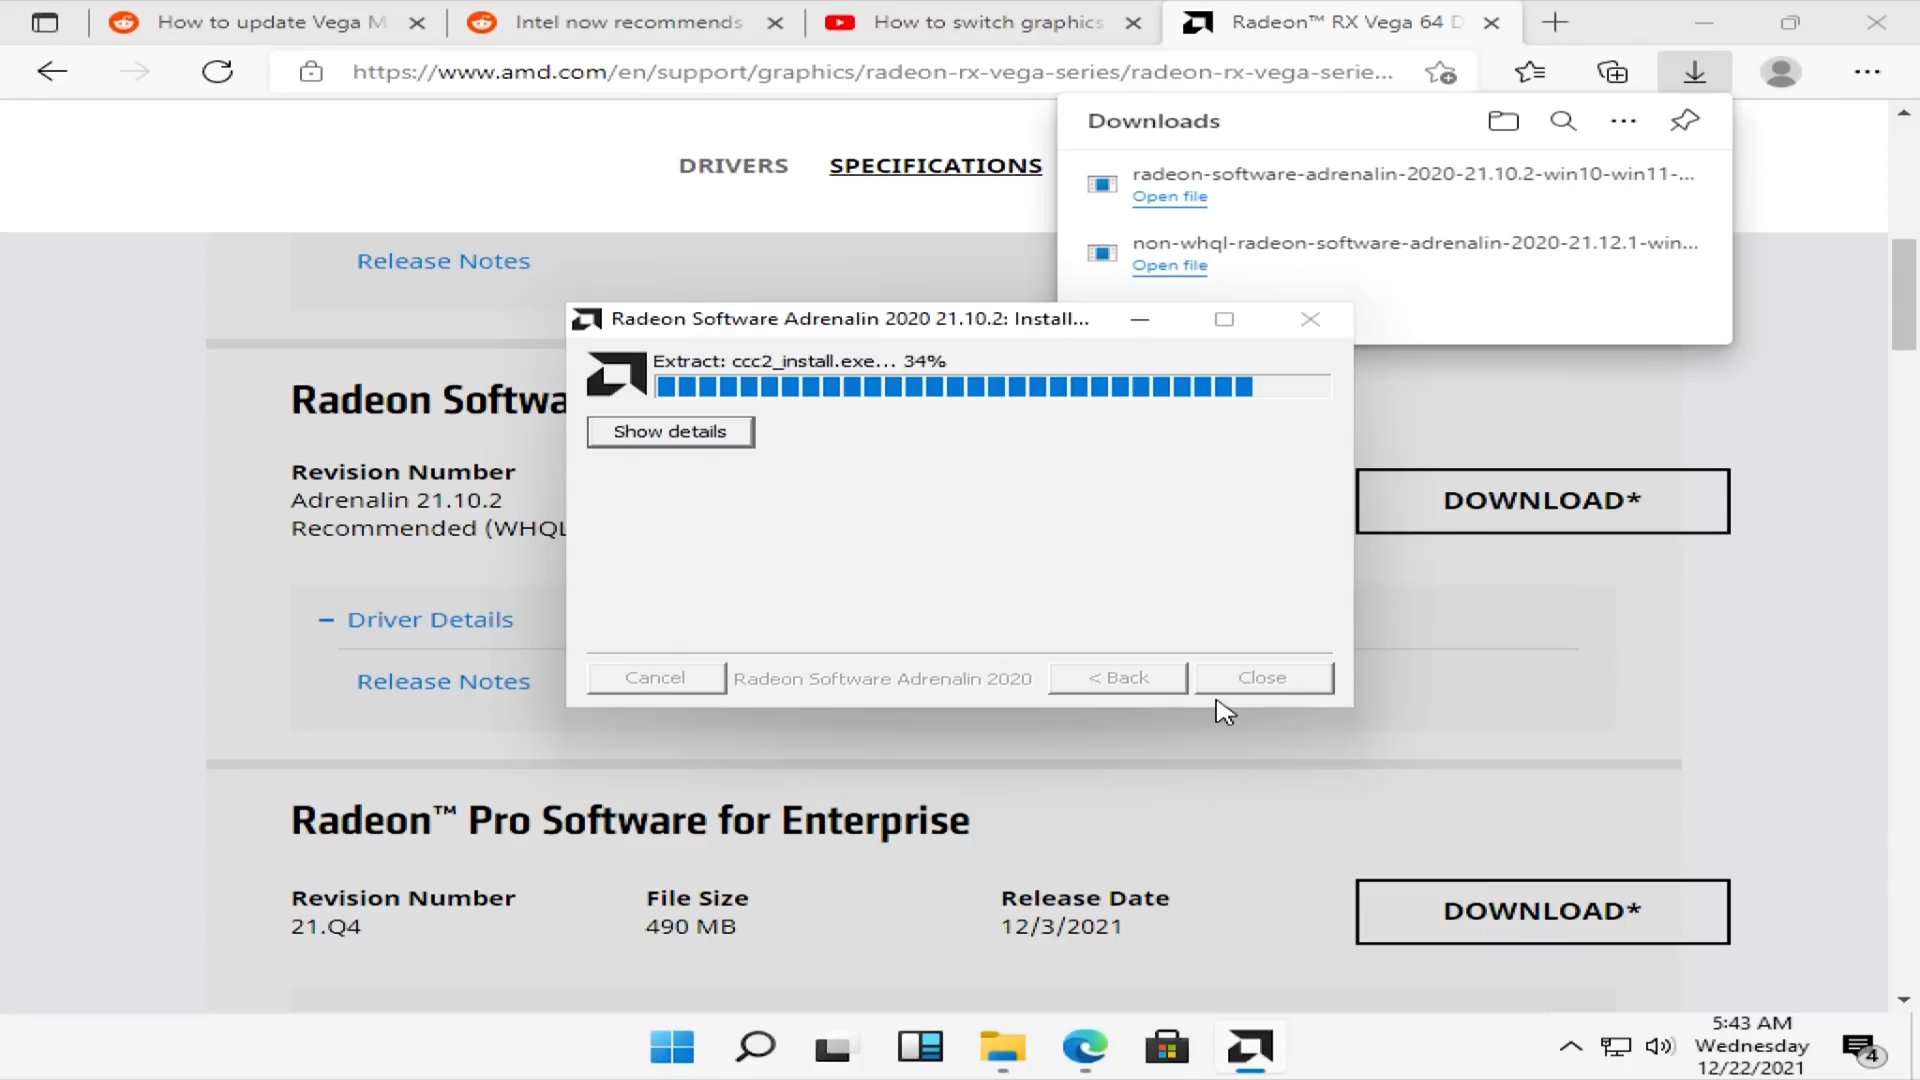 How to update Vega M
Intel now recommends
How to switch graphics
Radeon™ RX Vega 64 D
https://www.amd.com/en/support/graphics/radeon-rx-vega-series/radeon-rx-vega-serie...
Downloads
radeon-software-adrenalin-2020-21.10.2-win10-win11-...
Open file
non-whql-radeon-software-adrenalin-2020-21.12.1-win...
Open file
DRIVERS
SPECIFICATIONS
Release Notes
Radeon Software Adrenalin 2020 21.10.2: Install...
Extract: ccc2_install.exe... 34%
Show details
Cancel
Radeon Software Adrenalin 2020
< Back
Close
Radeon Softwa
Revision Number
Adrenalin 21.10.2
Recommended (WHQL
DOWNLOAD*
– Driver Details
Release Notes
Radeon™ Pro Software for Enterprise
Revision Number
21.Q4
File Size
490 MB
Release Date
12/3/2021
DOWNLOAD*
5:43 AM
Wednesday
12/22/2021
4